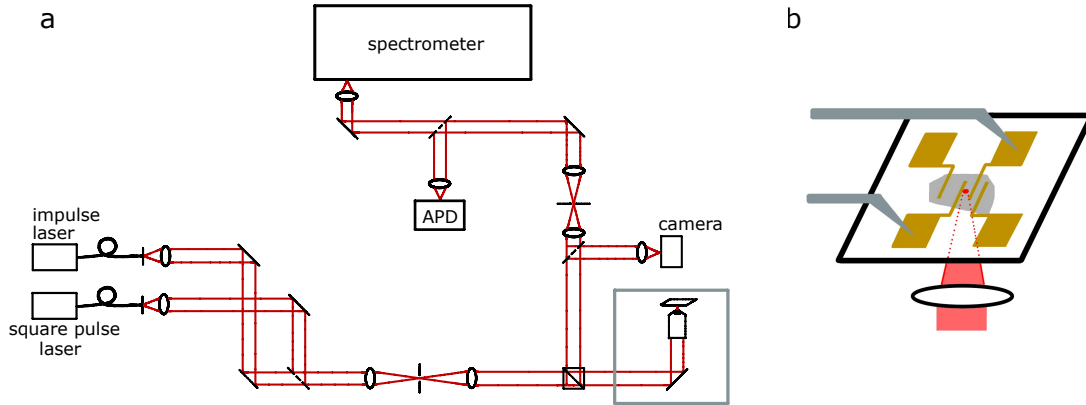 a
b
spectrometer
APD
camera
impulse
laser
square pulse
laser